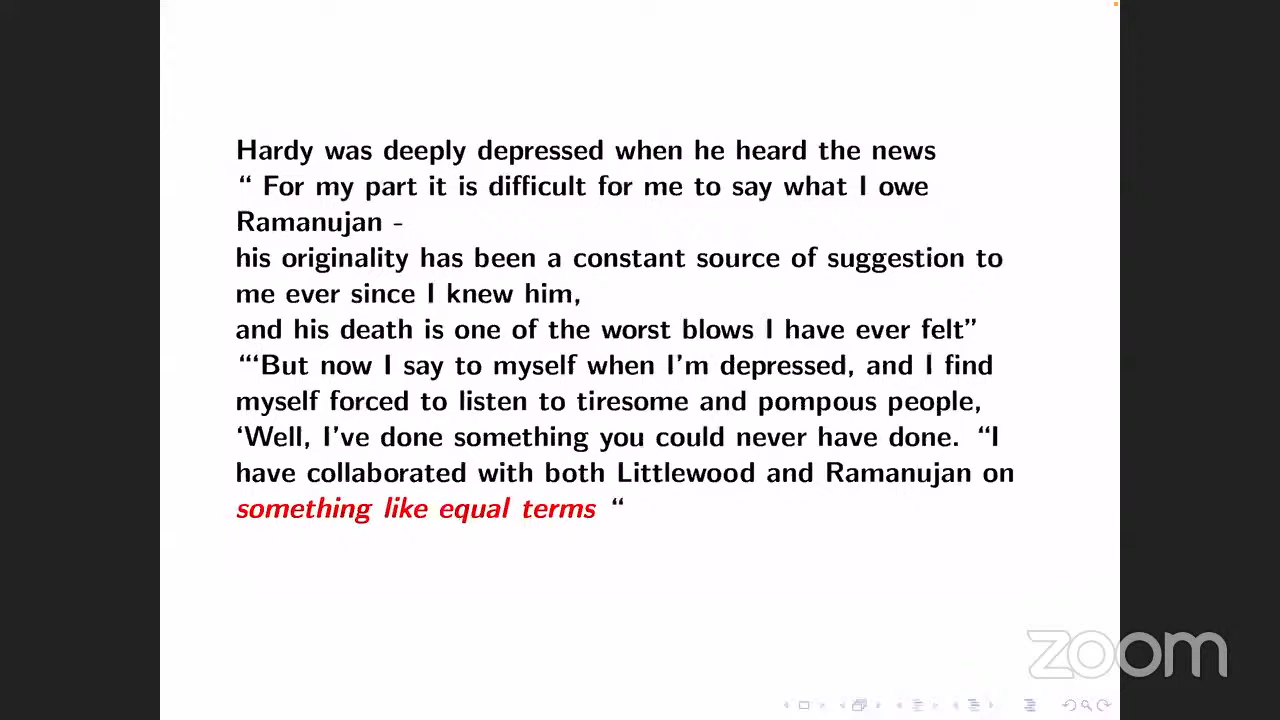 Hardy was deeply depressed when he heard the news
“ For my part it is difficult for me to say what I owe
Ramanujan -
his originality has been a constant source of suggestion to
me ever since I knew him,
and his death is one of the worst blows I have ever felt”
“‘But now I say to myself when I’m depressed, and I find
myself forced to listen to tiresome and pompous people,
‘Well, I’ve done something you could never have done. “I
have collaborated with both Littlewood and Ramanujan on
something like equal terms “
zoom